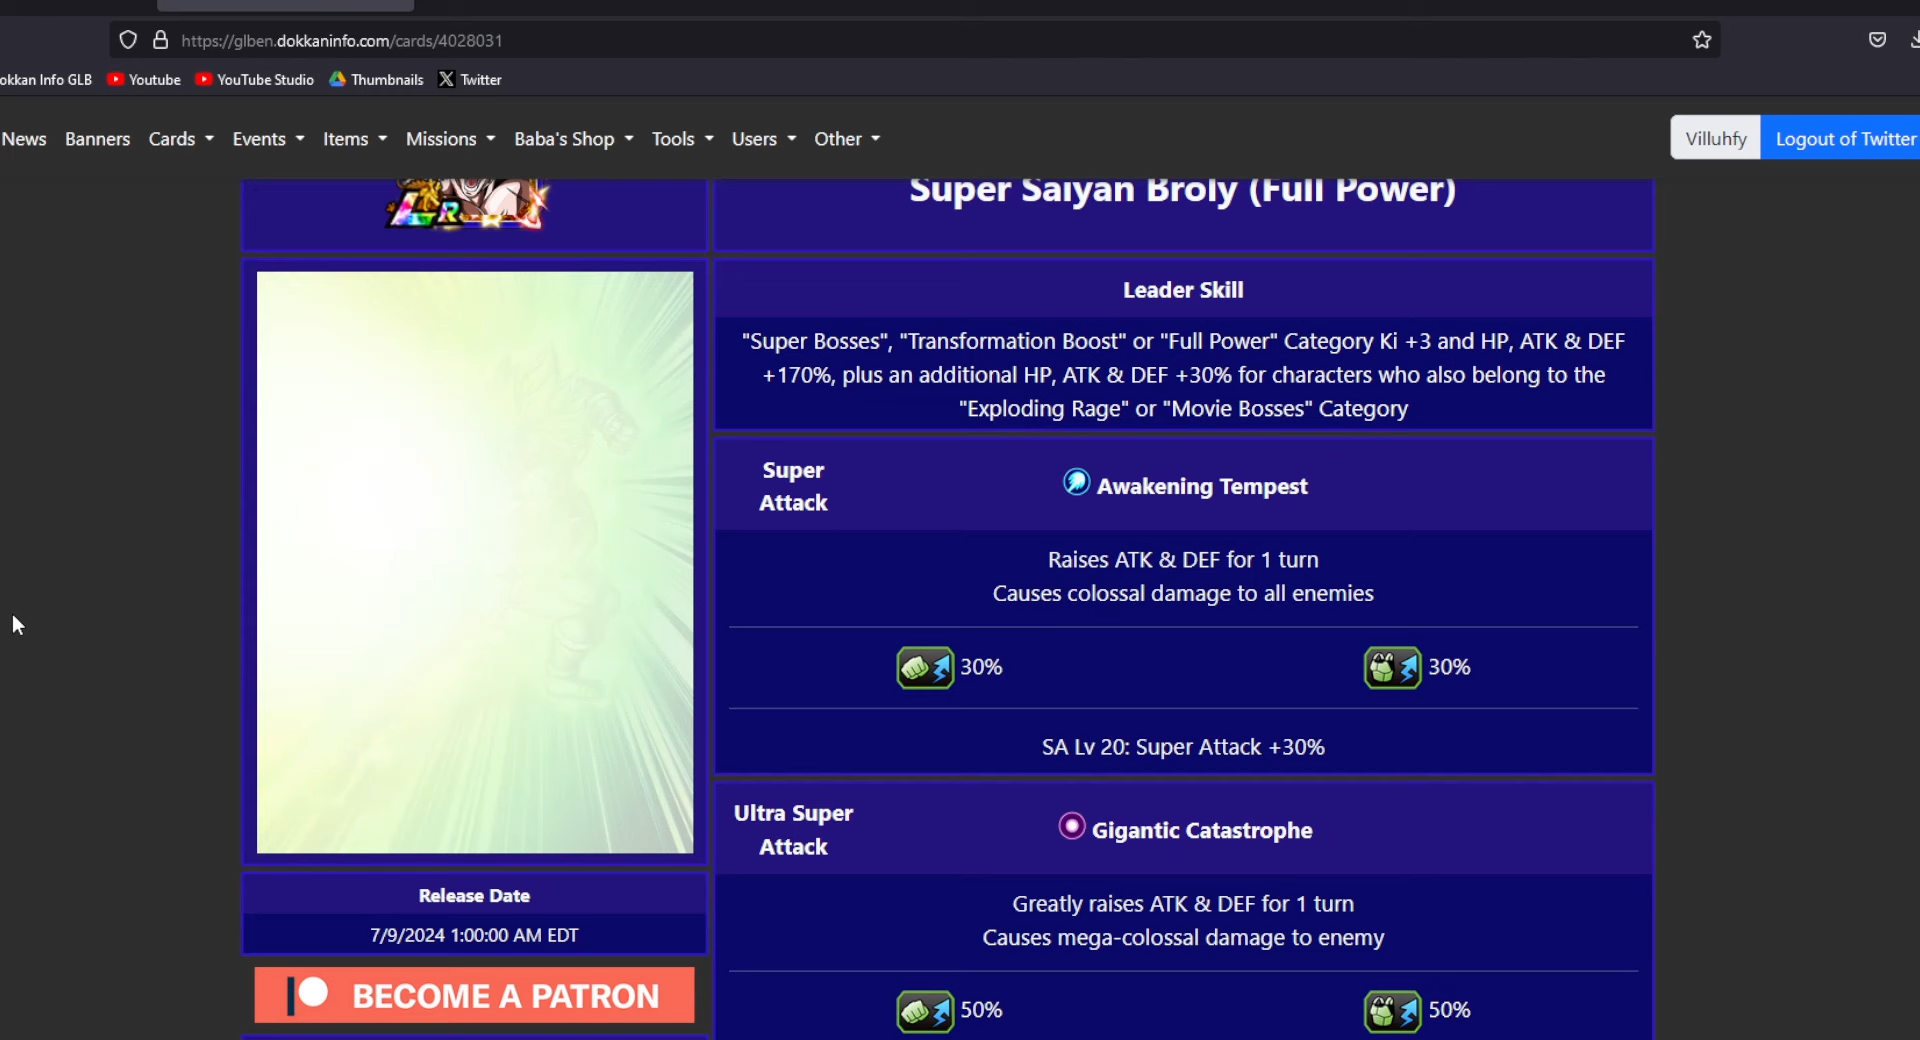 https://glben.dokkaninfo.com/cards/4028031
okkan Info GLB Youtube YouTube Studio Thumbnails Twitter
News Banners Cards Events Items Missions Baba's Shop Tools Users Other Villuhfy Logout of Twitter
LR
Super Saiyan Broly (Full Power)
Leader Skill
"Super Bosses", "Transformation Boost" or "Full Power" Category Ki +3 and HP, ATK & DEF
+170%, plus an additional HP, ATK & DEF +30% for characters who also belong to the
"Exploding Rage" or "Movie Bosses" Category
Super
Attack
Awakening Tempest
Raises ATK & DEF for 1 turn
Causes colossal damage to all enemies
30% 30%
SA Lv 20: Super Attack +30%
Ultra Super
Attack
Gigantic Catastrophe
Greatly raises ATK & DEF for 1 turn
Causes mega-colossal damage to enemy
50% 50%
Release Date
7/9/2024 1:00:00 AM EDT
BECOME A PATRON